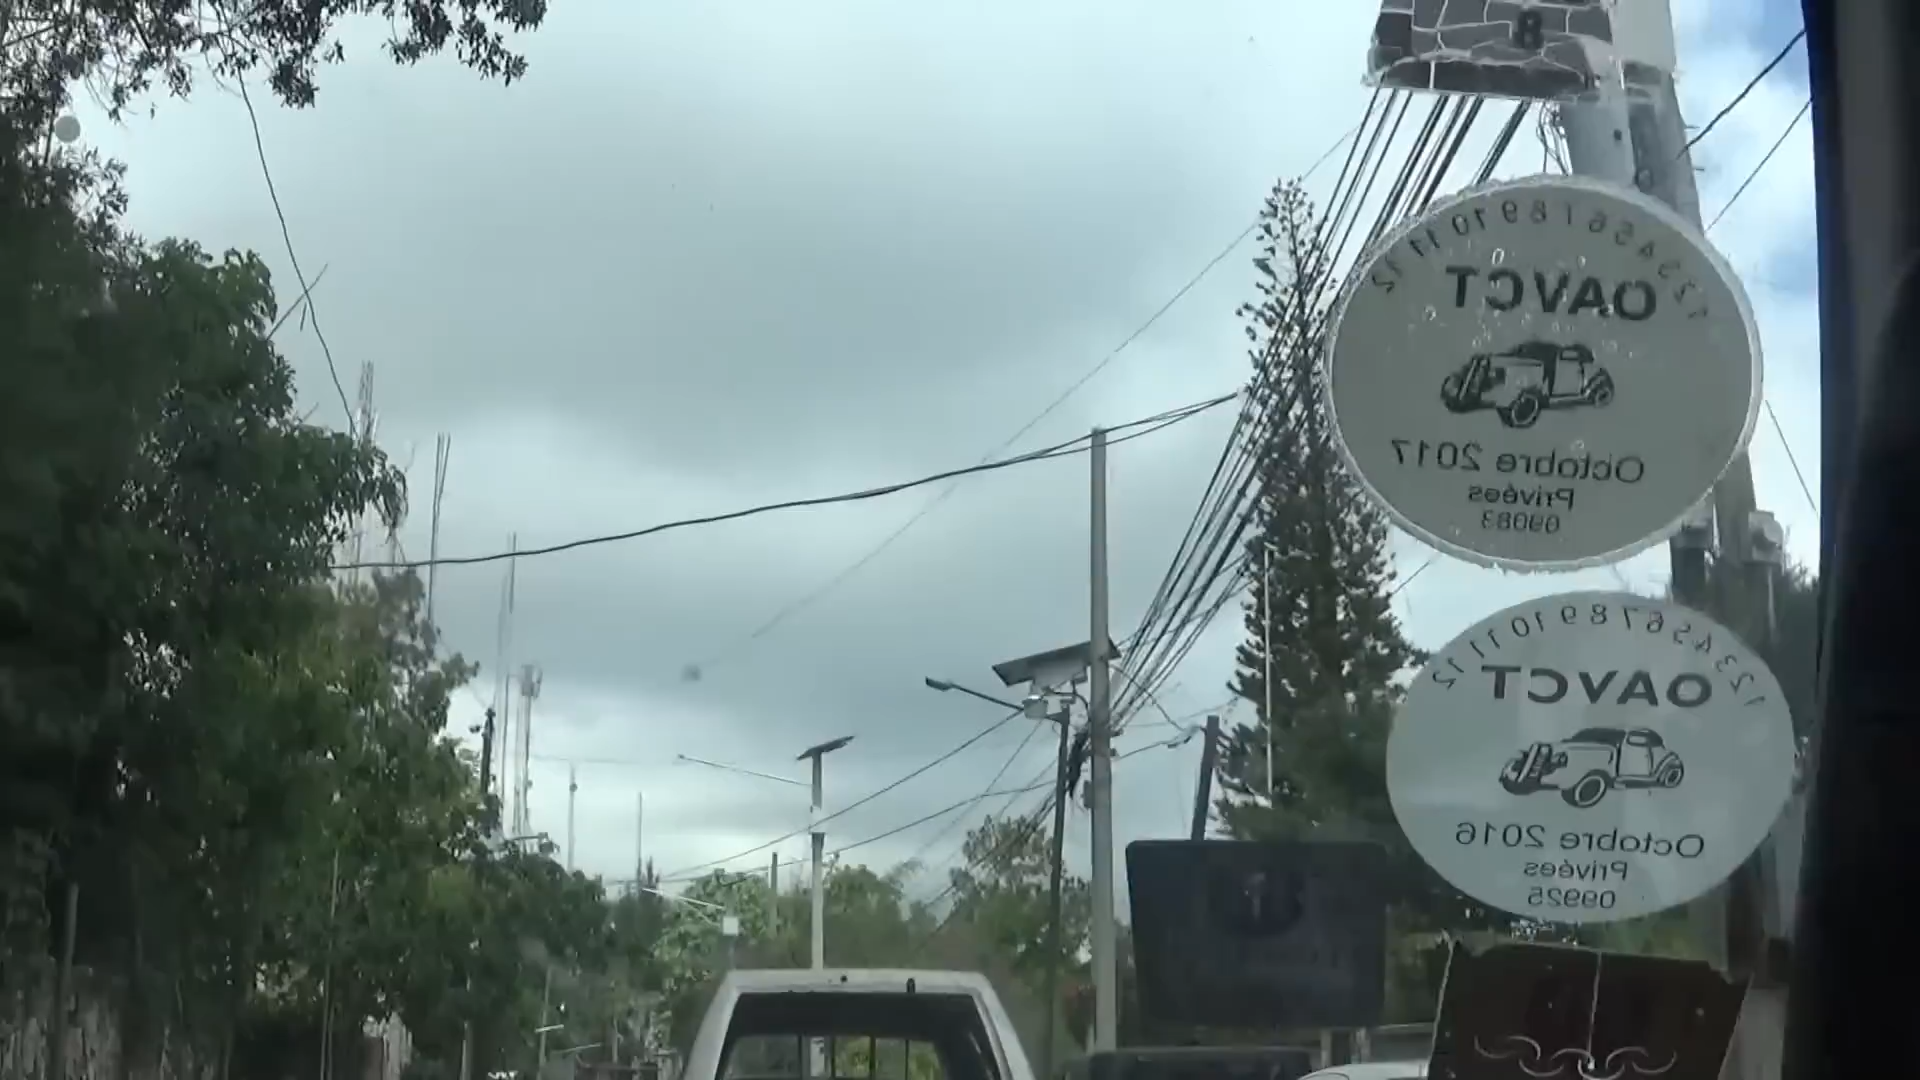 8
1 2 3 4 5 6 7 8 9 10 11 12
OAVCT
Octobre 2017
Privées
09083
1 2 3 4 5 6 7 8 9 10 11 12
OAVCT
Octobre 2016
Privées
09925